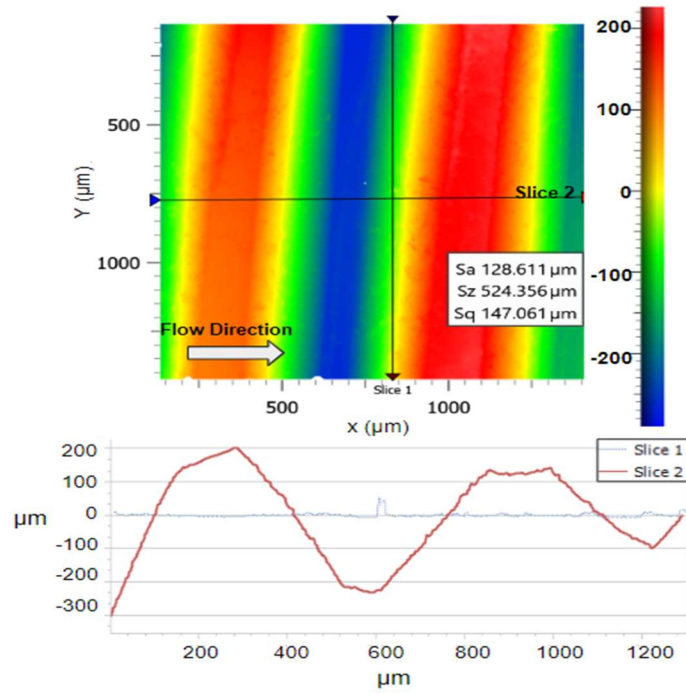 200
100
0
-100
-200
500
1000
Y (µm).
Slice 2
Sa 128.611 µm
Sz 524.356 µm
Sq 147.061 µm
Flow Direction
Slice 1
500
1000
x (µm)
200
100
0
-100
-200
-300
µm
Slice 1
Slice 2
200
400
600
800
1000
1200
µm